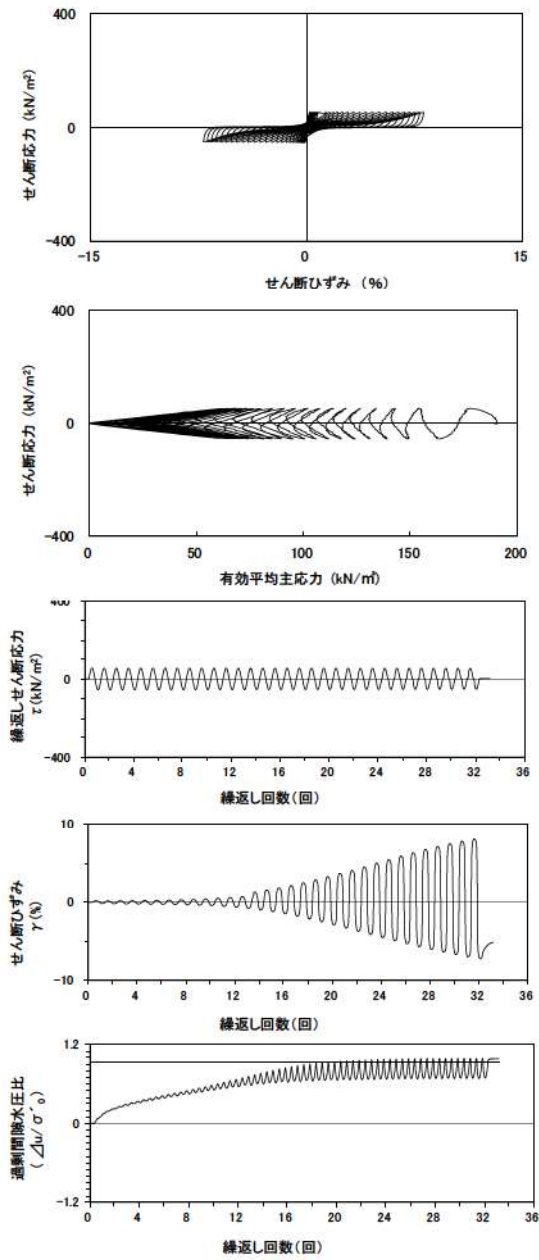 400
せん断応力 (kN/m²)
0
-400
-15
0
15
せん断ひずみ (%)
400
せん断応力 (kN/m²)
0
-400
0
50
100
150
200
有効平均主応力 (kN/㎡)
400
繰返しせん断応力
τ(kN/m²)
0
-400
0 4 8 12 16 20 24 28 32 36
繰返し回数(回)
10
せん断ひずみ
γ(%)
0
-10
0 4 8 12 16 20 24 28 32 36
繰返し回数(回)
1.2
過剰間隙水圧比
(⊿u/σ´₀)
0
-1.2
0 4 8 12 16 20 24 28 32 36
繰返し回数(回)